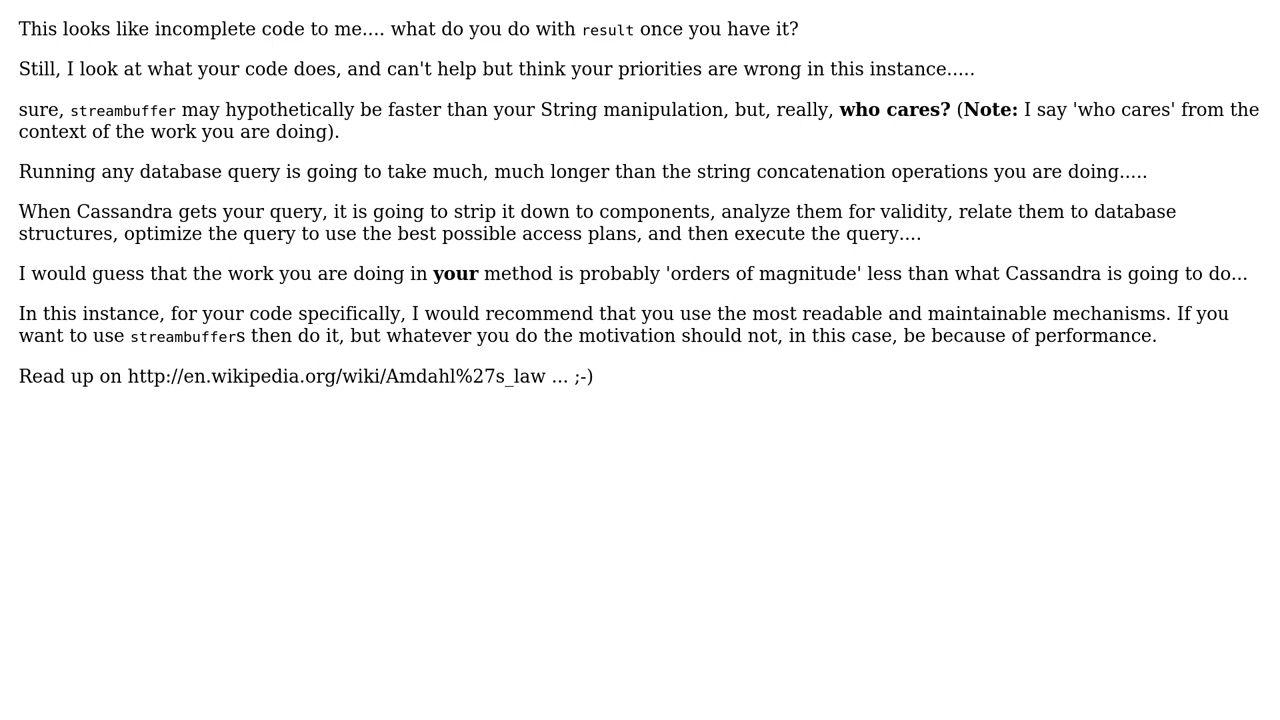 This looks like incomplete code to me.... what do you do with result once you have it?
Still, I look at what your code does, and can't help but think your priorities are wrong in this instance.....
sure, streambuffer may hypothetically be faster than your String manipulation, but, really, who cares? (Note: I say 'who cares' from the
context of the work you are doing).
Running any database query is going to take much, much longer than the string concatenation operations you are doing.....
When Cassandra gets your query, it is going to strip it down to components, analyze them for validity, relate them to database
structures, optimize the query to use the best possible access plans, and then execute the query....
I would guess that the work you are doing in your method is probably 'orders of magnitude' less than what Cassandra is going to do...
In this instance, for your code specifically, I would recommend that you use the most readable and maintainable mechanisms. If you
want to use streambuffers then do it, but whatever you do the motivation should not, in this case, be because of performance.
Read up on http://en.wikipedia.org/wiki/Amdahl%27s_law ... ;-)